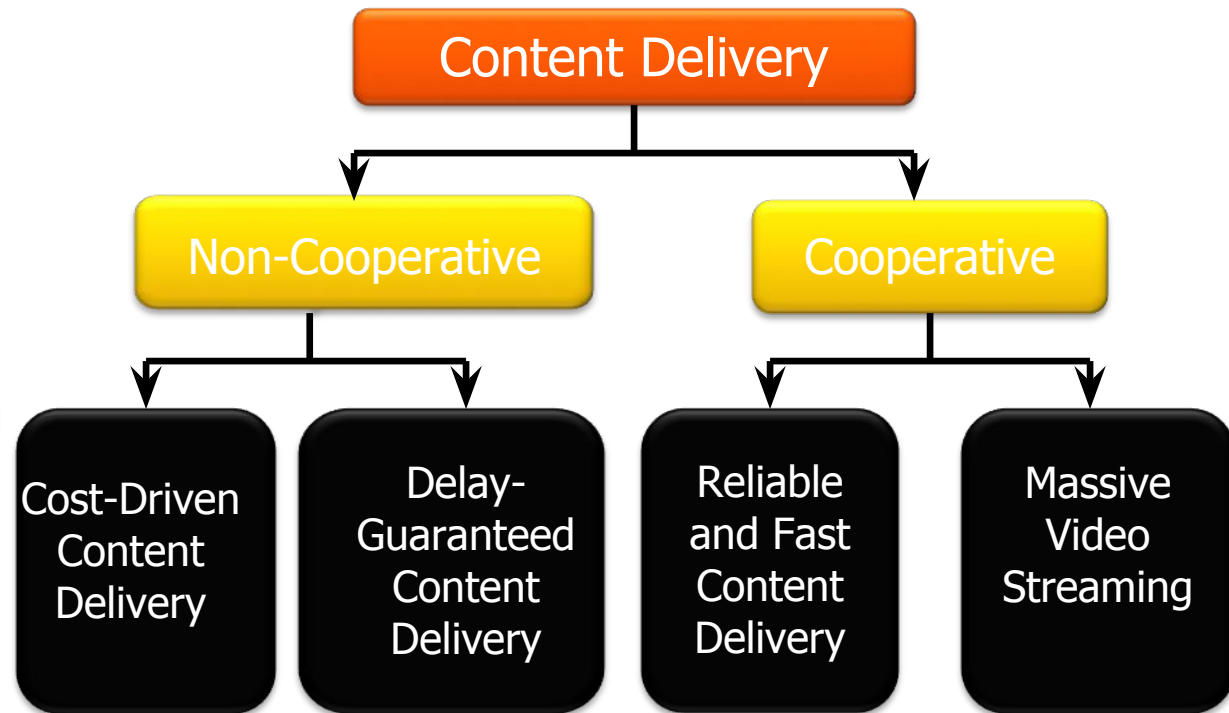 Content Delivery
Non-Cooperative
Cooperative
Cost-Driven
Content
Delivery
Delay-
Guaranteed
Content
Delivery
Reliable
and Fast
Content
Delivery
Massive
Video
Streaming